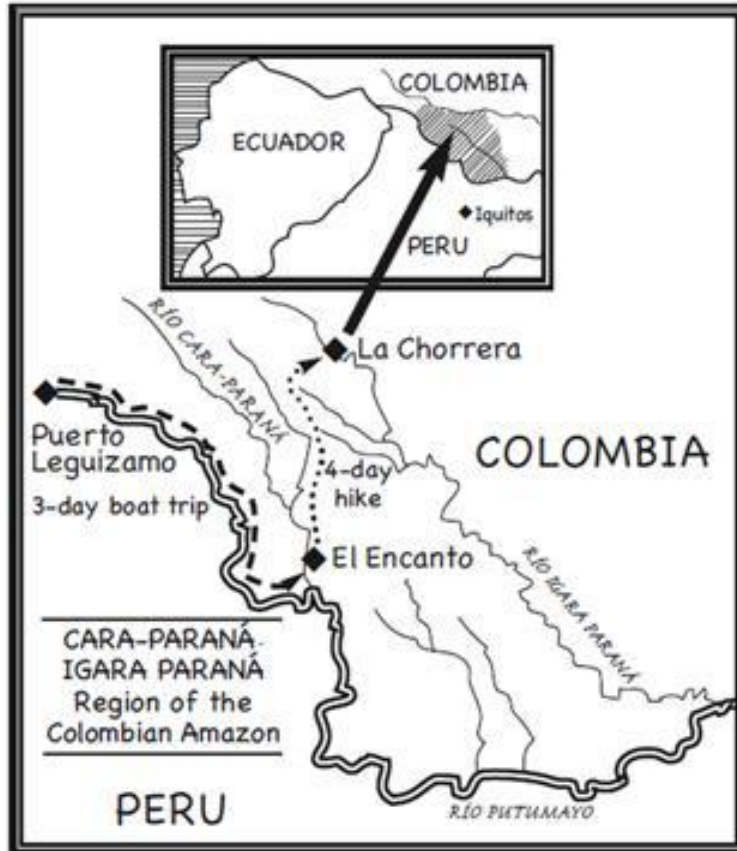 COLOMBIA
ECUADOR
Iquitos
PERU
RÍO CARA-PARANÁ
La Chorrera
Puerto
Leguizamo
3-day boat trip
COLOMBIA
4-day
hike
El Encanto
RÍO IGARA PARANÁ
CARA-PARANÁ
IGARA PARANÁ
Region of the
Colombian Amazon
PERU
RÍO PUTUMAYO